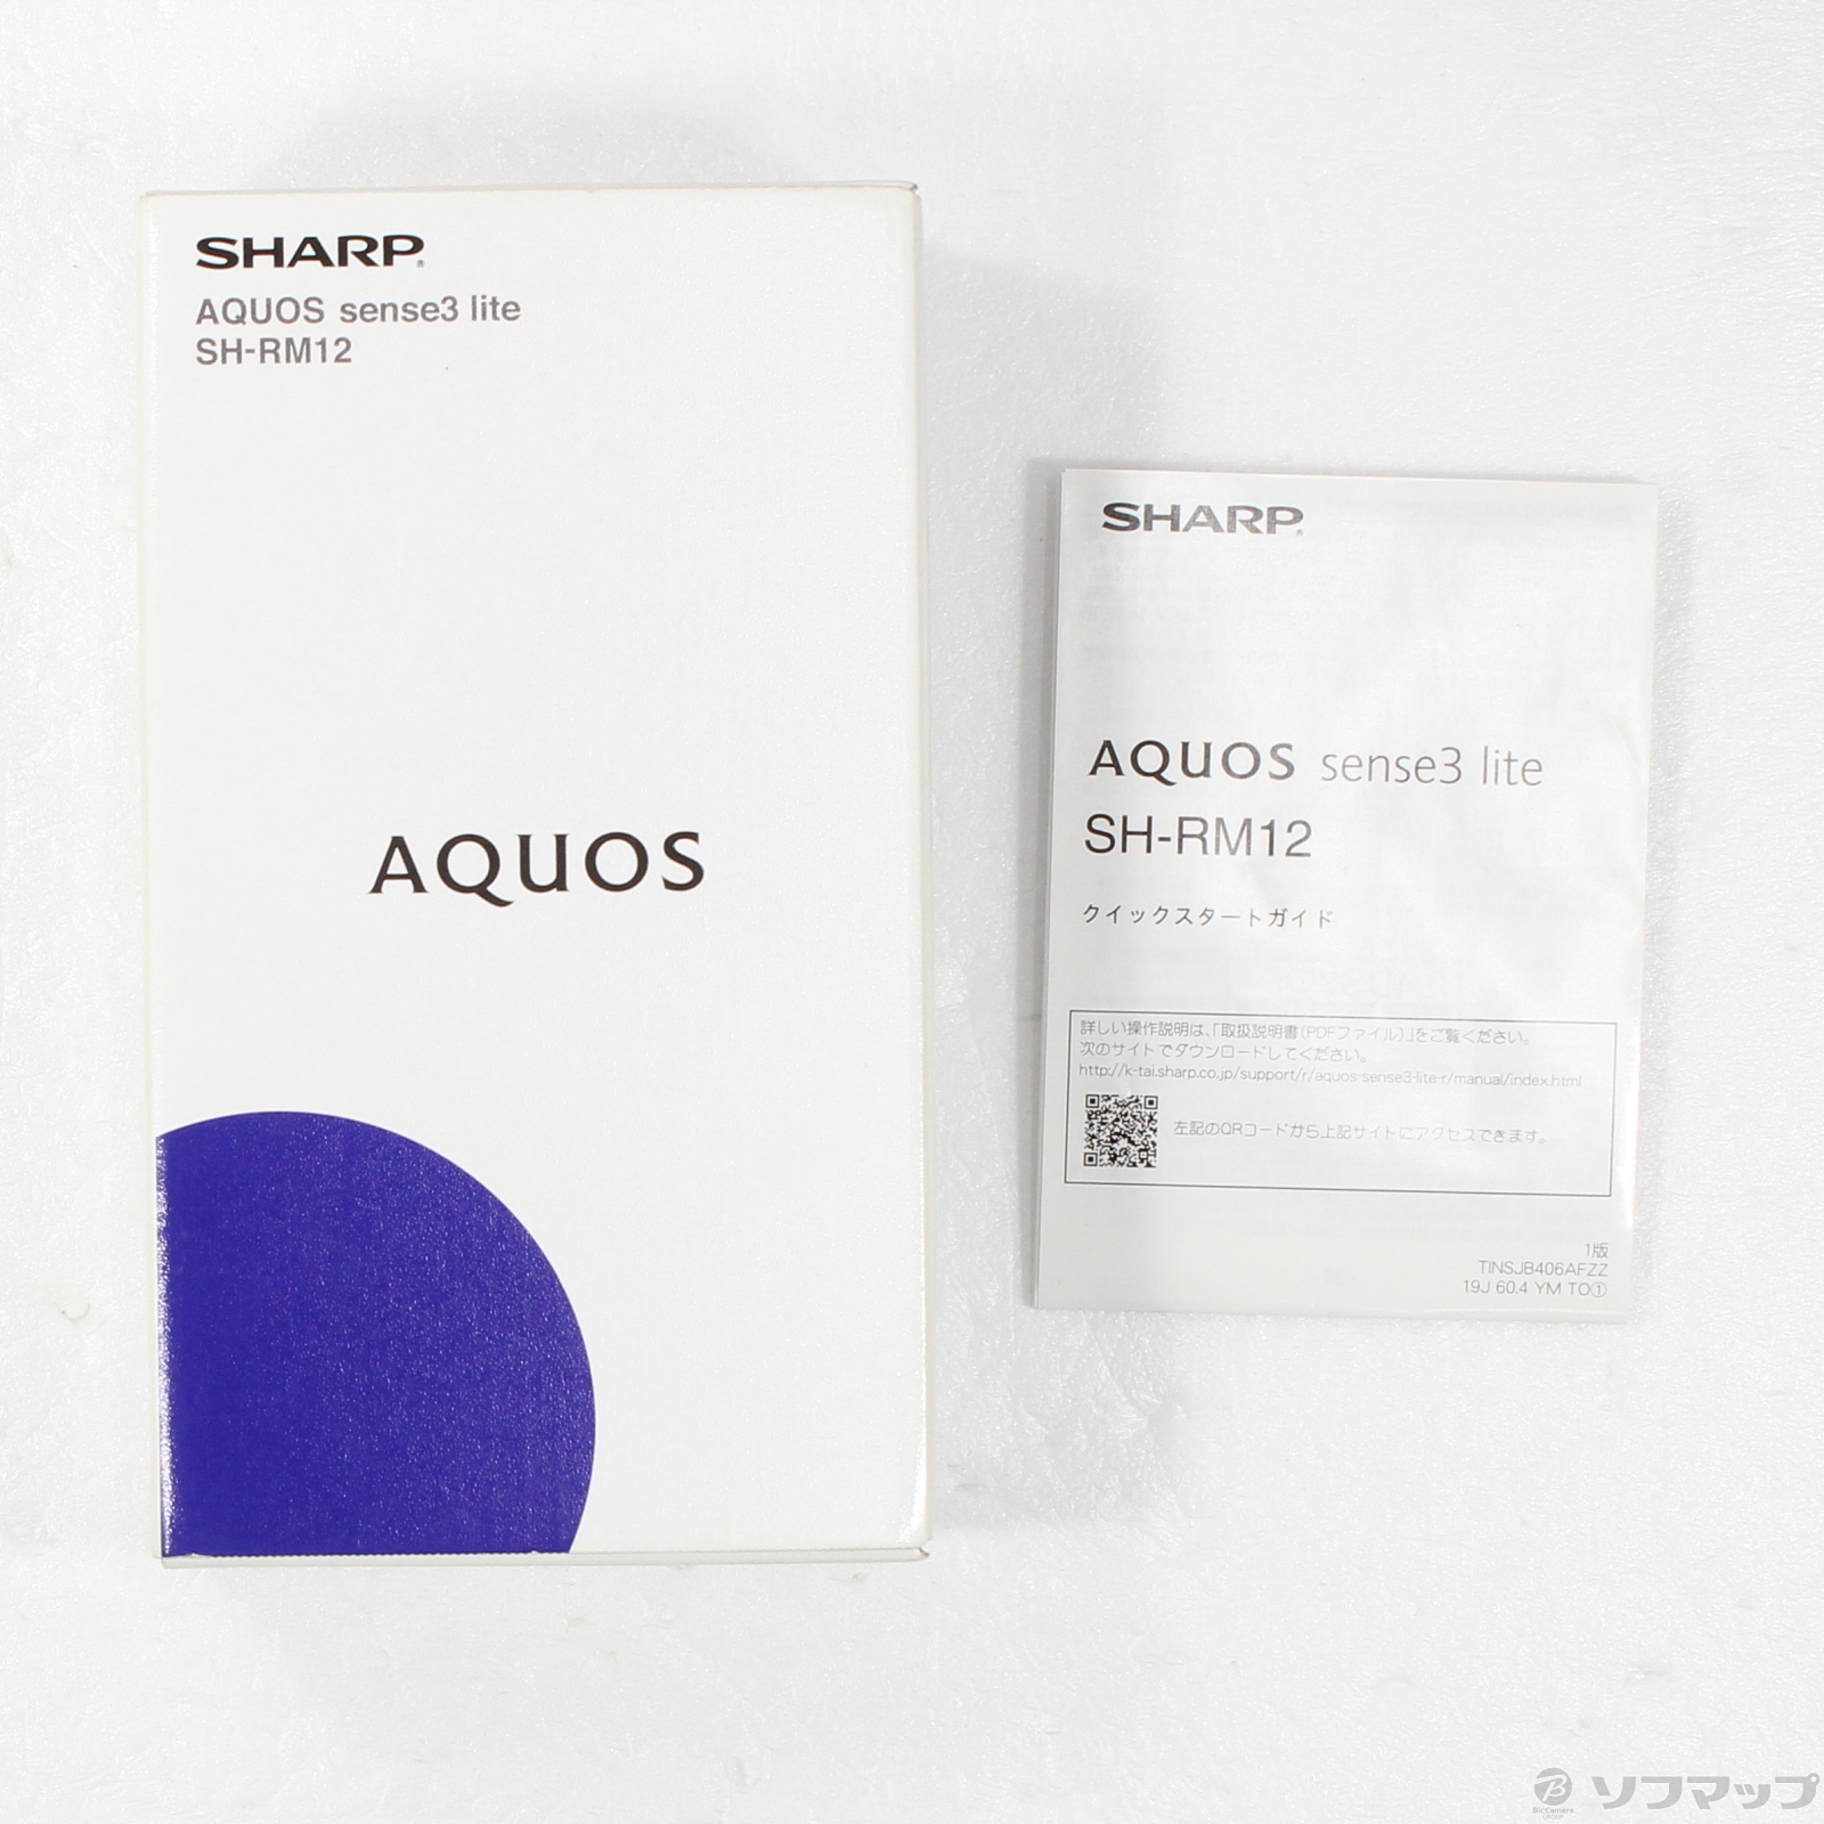 SHARP®
AQUOS sense3 lite
SH-RM12
AQUOS
SHARP®
AQUOS sense3 lite
SH-RM12
クイックスタートガイド
詳しい操作説明は、「取扱説明書(PDFファイル)」をご覧ください。
次のサイトでダウンロードしてください。
http://k-tai.sharp.co.jp/support/r/aquos-sense3-lite-r/manual/index.html
左記のQRコードから上記サイトにアクセスできます。
1版
TINSJB406AFZZ
19J 60.4 YM TO①
B
BicCamera
GROUP
ソフマップ